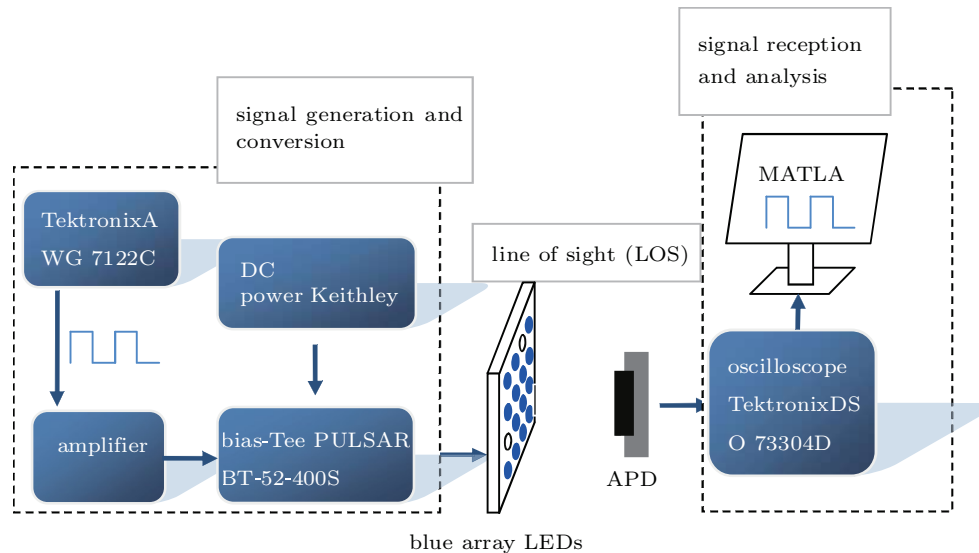 signal generation and
conversion
TektronixA
WG 7122C
DC
power Keithley
amplifier
bias-Tee PULSAR
BT-52-400S
line of sight (LOS)
blue array LEDs
APD
signal reception
and analysis
MATLA
oscilloscope
TektronixDS
O 73304D